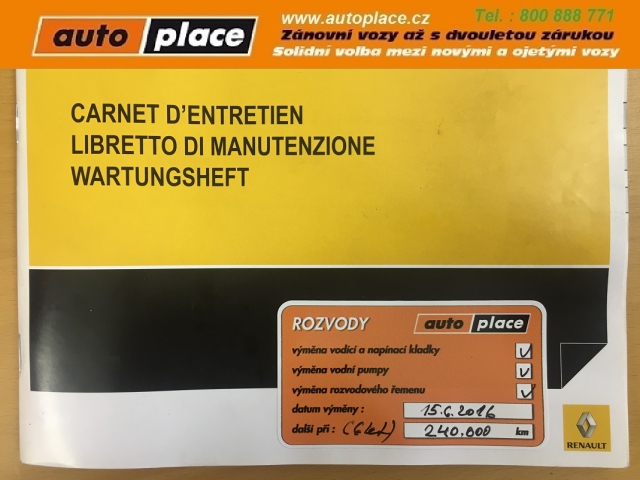 auto place
www.autoplace.cz
Tel. : 800 888 771
Zánovní vozy až s dvouletou zárukou
Solidní volba mezi novými a ojetými vozy
CARNET D'ENTRETIEN
LIBRETTO DI MANUTENZIONE
WARTUNGSHEFT
ROZVODY auto place
výměna vodící a napínací kladky
výměna vodní pumpy
výměna rozvodového řemenu
datum výměny : 15.6.2016
další při : (6 let) 240.000 km
RENAULT